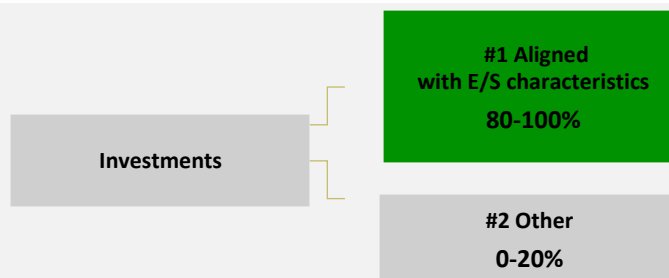 #1 Aligned
with E/S characteristics
80-100%
Investments
#2 Other
0-20%